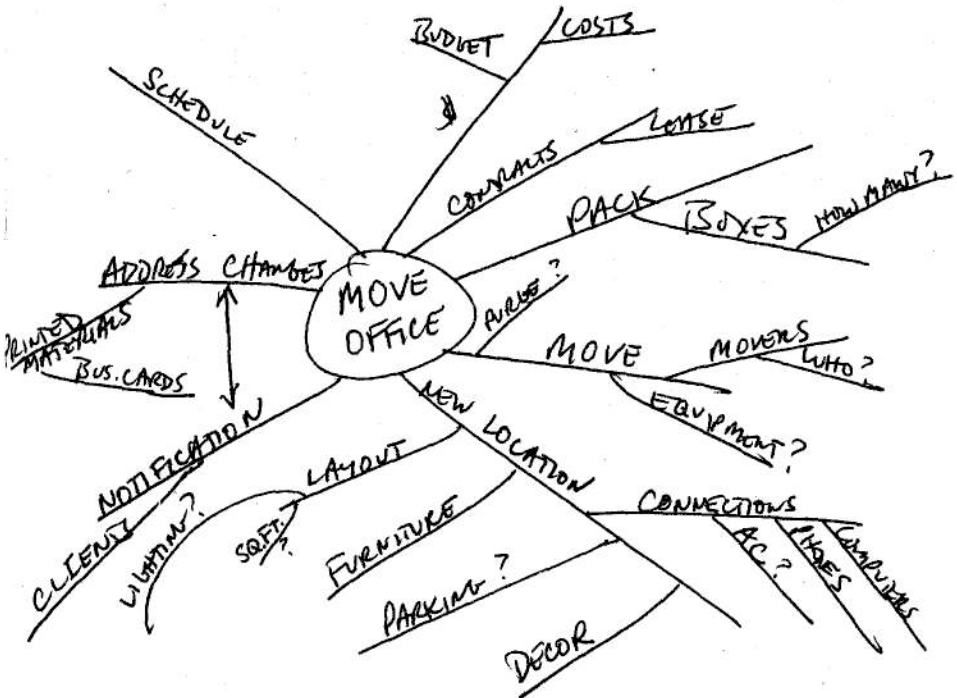 BUDGET
COSTS
$
SCHEDULE
CONTRACTS
LEASE
PACK
BOXES
HOW MANY?
ADDRESS CHANGES
PRINTED
MATERIALS
BUS. CARDS
MOVE
OFFICE
PURGE?
MOVE
MOVERS
WHO?
EQUIPMENT?
NOTIFICATION
CLIENTS
NEW LOCATION
LAYOUT
LIGHTING?
SQ.FT.
?
FURNITURE
PARKING?
DECOR
CONNECTIONS
AC?
PHONES
COMPUTERS